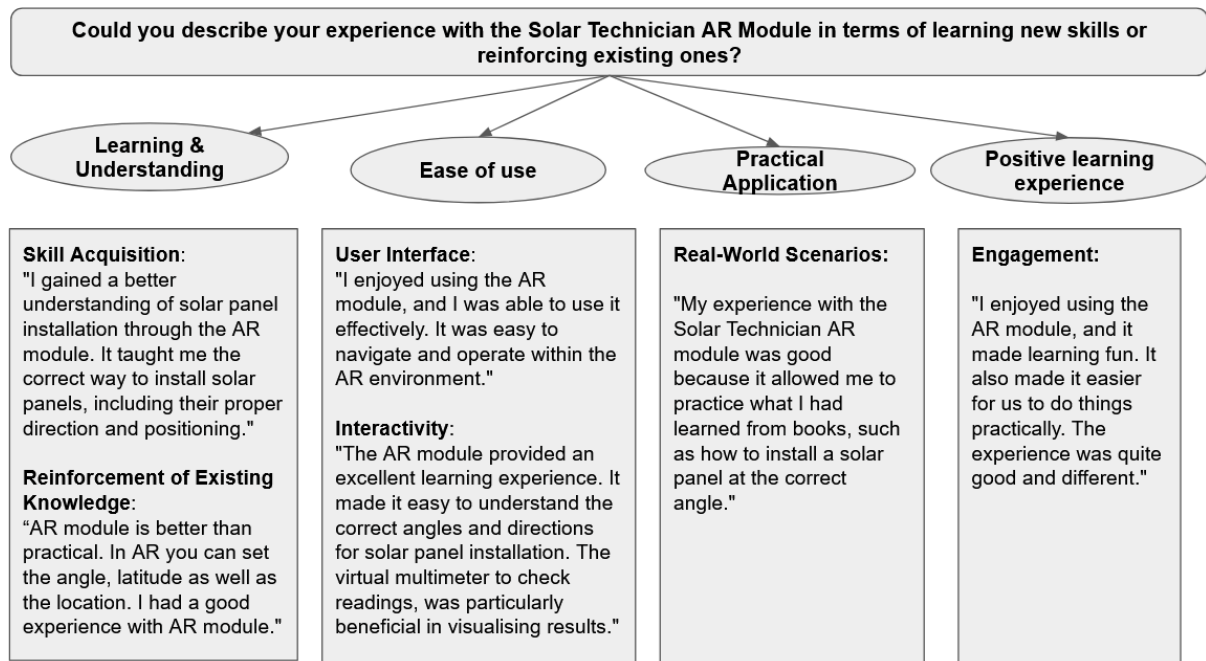 Could you describe your experience with the Solar Technician AR Module in terms of learning new skills or
reinforcing existing ones?
Learning &
Understanding
Ease of use
Practical
Application
Positive learning
experience
Skill Acquisition:
"I gained a better
understanding of solar panel
installation through the AR
module. It taught me the
correct way to install solar
panels, including their proper
direction and positioning."
Reinforcement of Existing
Knowledge:
“AR module is better than
practical. In AR you can set
the angle, latitude as well as
the location. I had a good
experience with AR module."
User Interface:
"I enjoyed using the AR
module, and I was able to use it
effectively. It was easy to
navigate and operate within the
AR environment."
Interactivity:
"The AR module provided an
excellent learning experience. It
made it easy to understand the
correct angles and directions
for solar panel installation. The
virtual multimeter to check
readings, was particularly
beneficial in visualising results."
Real-World Scenarios:
"My experience with the
Solar Technician AR
module was good
because it allowed me to
practice what I had
learned from books, such
as how to install a solar
panel at the correct
angle."
Engagement:
"I enjoyed using the
AR module, and it
made learning fun. It
also made it easier
for us to do things
practically. The
experience was quite
good and different."